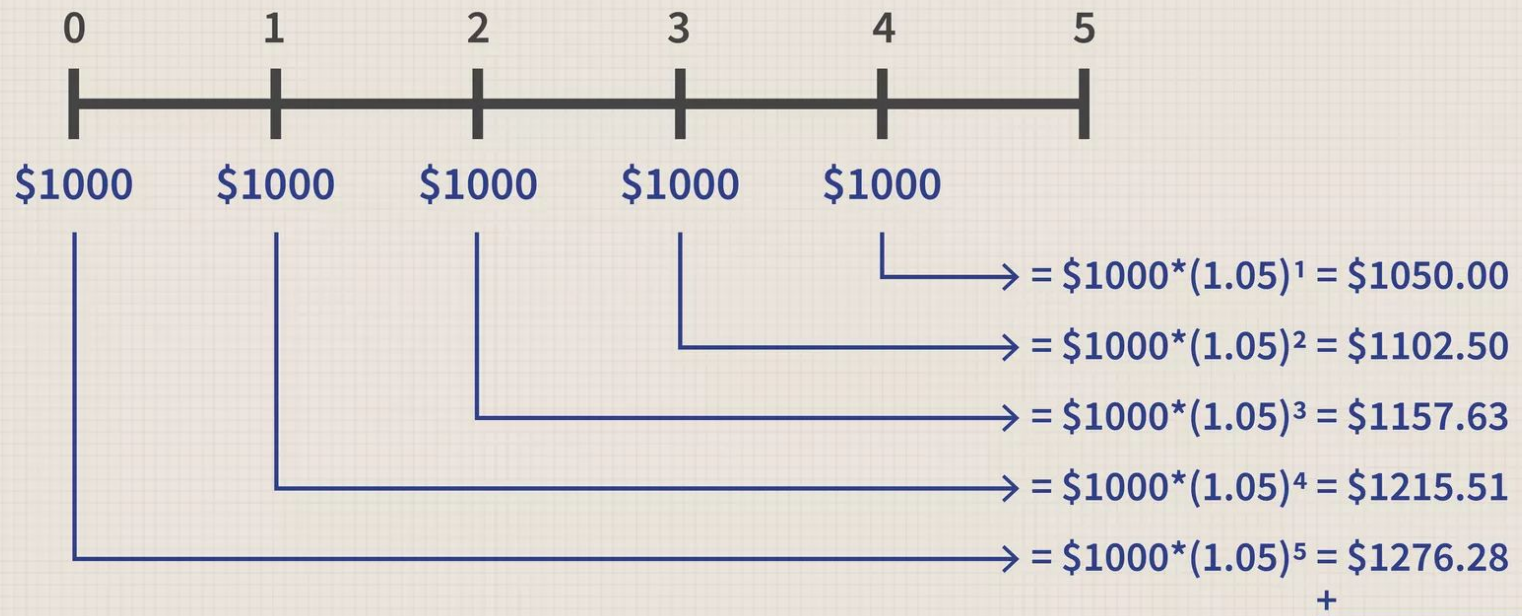 0 1 2 3 4 5
$1000 $1000 $1000 $1000 $1000
= $1000*(1.05)¹ = $1050.00
= $1000*(1.05)² = $1102.50
= $1000*(1.05)³ = $1157.63
= $1000*(1.05)⁴ = $1215.51
= $1000*(1.05)⁵ = $1276.28
+